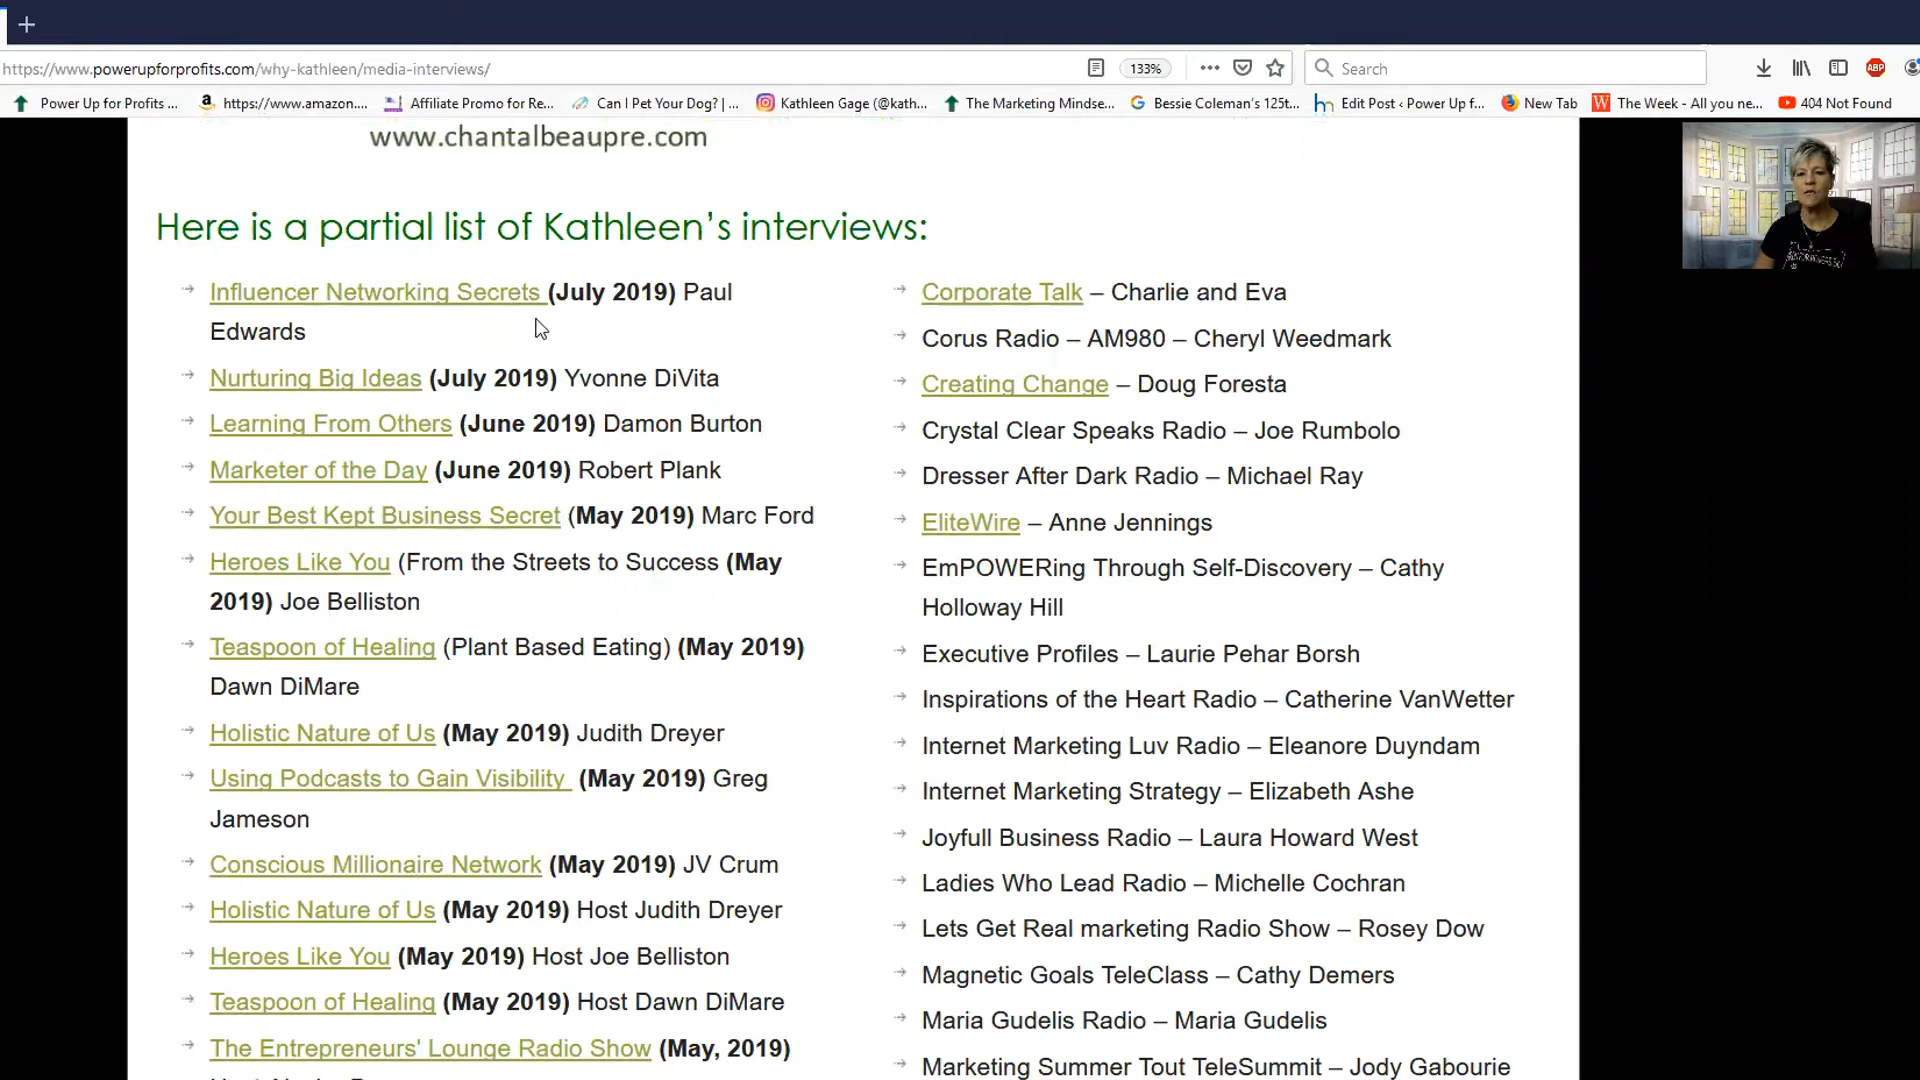 https://www.powerupforprofits.com/why-kathleen/media-interviews/
133%
Search
ABP
Power Up for Profits ...
https://www.amazon....
Affiliate Promo for Re...
Can I Pet Your Dog? | ...
Kathleen Gage (@kath...
The Marketing Mindse...
Bessie Coleman's 125t...
Edit Post ‹ Power Up f...
New Tab
The Week - All you ne...
404 Not Found
www.chantalbeaupre.com
Here is a partial list of Kathleen's interviews:
Influencer Networking Secrets (July 2019) Paul
Edwards
Nurturing Big Ideas (July 2019) Yvonne DiVita
Learning From Others (June 2019) Damon Burton
Marketer of the Day (June 2019) Robert Plank
Your Best Kept Business Secret (May 2019) Marc Ford
Heroes Like You (From the Streets to Success (May
2019) Joe Belliston
Teaspoon of Healing (Plant Based Eating) (May 2019)
Dawn DiMare
Holistic Nature of Us (May 2019) Judith Dreyer
Using Podcasts to Gain Visibility (May 2019) Greg
Jameson
Conscious Millionaire Network (May 2019) JV Crum
Holistic Nature of Us (May 2019) Host Judith Dreyer
Heroes Like You (May 2019) Host Joe Belliston
Teaspoon of Healing (May 2019) Host Dawn DiMare
The Entrepreneurs' Lounge Radio Show (May, 2019)
Corporate Talk – Charlie and Eva
Corus Radio – AM980 – Cheryl Weedmark
Creating Change – Doug Foresta
Crystal Clear Speaks Radio – Joe Rumbolo
Dresser After Dark Radio – Michael Ray
EliteWire – Anne Jennings
EmPOWERing Through Self-Discovery – Cathy
Holloway Hill
Executive Profiles – Laurie Pehar Borsh
Inspirations of the Heart Radio – Catherine VanWetter
Internet Marketing Luv Radio – Eleanore Duyndam
Internet Marketing Strategy – Elizabeth Ashe
Joyfull Business Radio – Laura Howard West
Ladies Who Lead Radio – Michelle Cochran
Lets Get Real marketing Radio Show – Rosey Dow
Magnetic Goals TeleClass – Cathy Demers
Maria Gudelis Radio – Maria Gudelis
Marketing Summer Tout TeleSummit – Jody Gabourie